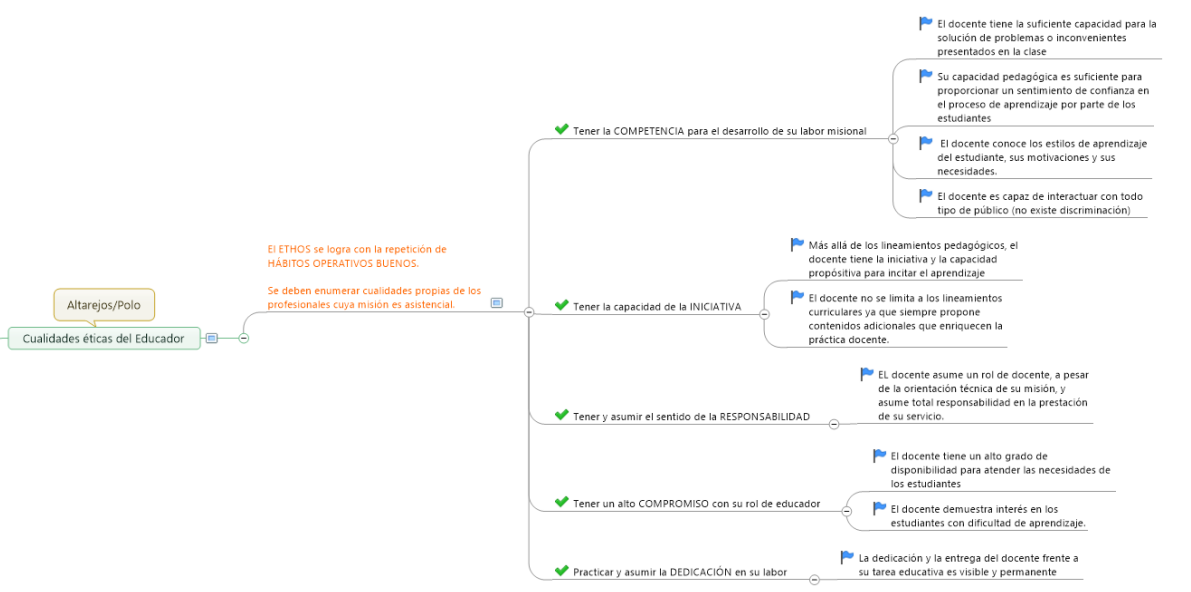 Altarejos/Polo
Cualidades éticas del Educador
El ETHOS se logra con la repetición de
HÁBITOS OPERATIVOS BUENOS.
Se deben enumerar cualidades propias de los
profesionales cuya misión es asistencial.
Tener la COMPETENCIA para el desarrollo de su labor misional
El docente tiene la suficiente capacidad para la
solución de problemas o inconvenientes
presentados en la clase
Su capacidad pedagógica es suficiente para
proporcionar un sentimiento de confianza en
el proceso de aprendizaje por parte de los
estudiantes
El docente conoce los estilos de aprendizaje
del estudiante, sus motivaciones y sus
necesidades.
El docente es capaz de interactuar con todo
tipo de público (no existe discriminación)
Tener la capacidad de la INICIATIVA
Más allá de los lineamientos pedagógicos, el
docente tiene la iniciativa y la capacidad
propósitiva para incitar el aprendizaje
El docente no se limita a los lineamientos
curriculares ya que siempre propone
contenidos adicionales que enriquecen la
práctica docente.
Tener y asumir el sentido de la RESPONSABILIDAD
EL docente asume un rol de docente, a pesar
de la orientación técnica de su misión, y
asume total responsabilidad en la prestación
de su servicio.
Tener un alto COMPROMISO con su rol de educador
El docente tiene un alto grado de
disponibilidad para atender las necesidades de
los estudiantes
El docente demuestra interés en los
estudiantes con dificultad de aprendizaje.
Practicar y asumir la DEDICACIÓN en su labor
La dedicación y la entrega del docente frente a
su tarea educativa es visible y permanente